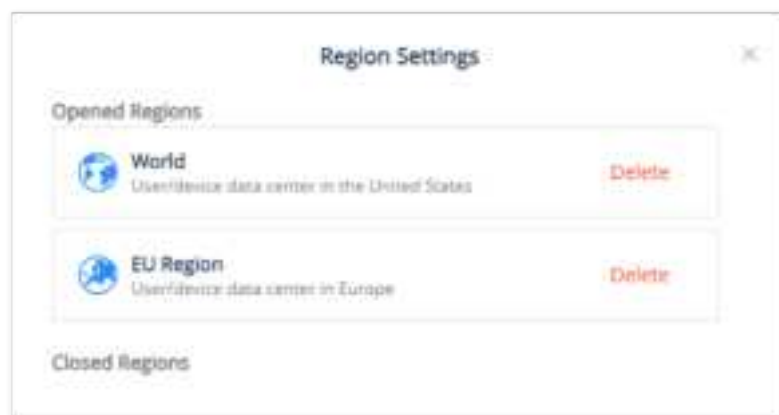 Region Settings
Opened Regions
World
User/device data center in the United States
Delete
EU Region
User/device data center in Europe
Delete
Closed Regions